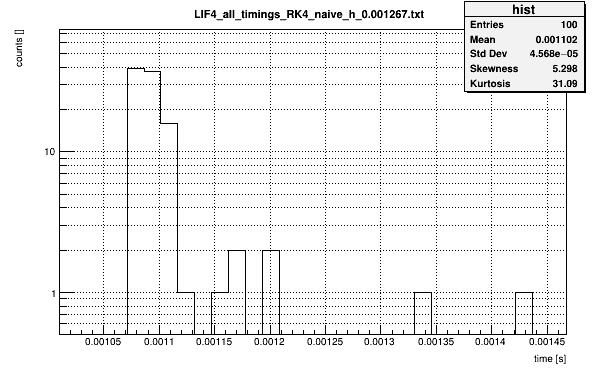 LIF4_all_timings_RK4_naive_h_0.001267.txt
hist
Entries 100
Mean 0.001102
Std Dev 4.568e−05
Skewness 5.298
Kurtosis 31.09
counts []
10
1
0.00105 0.0011 0.00115 0.0012 0.00125 0.0013 0.00135 0.0014 0.00145
time [s]